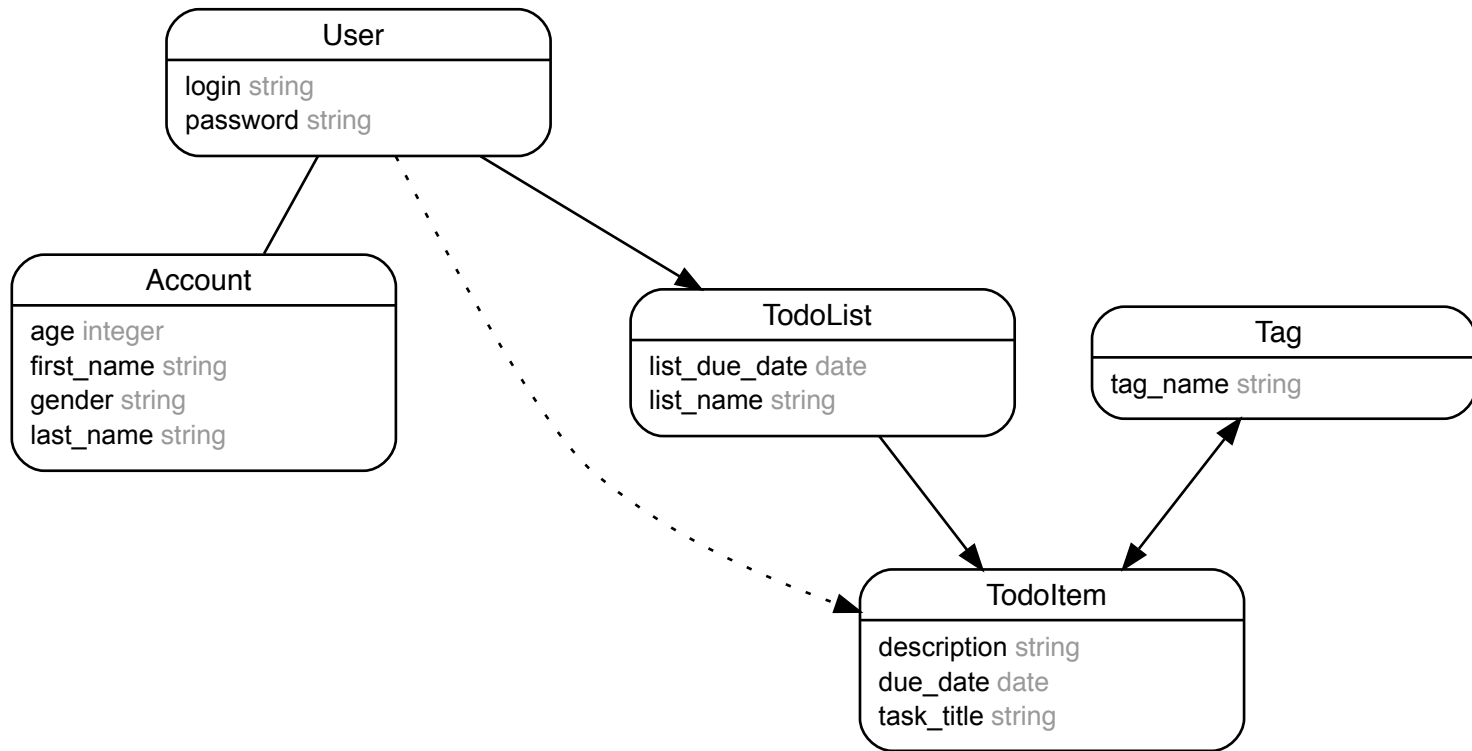 User
login string
password string
Account
age integer
first_name string
gender string
last_name string
TodoList
list_due_date date
list_name string
Tag
tag_name string
TodoItem
description string
due_date date
task_title string